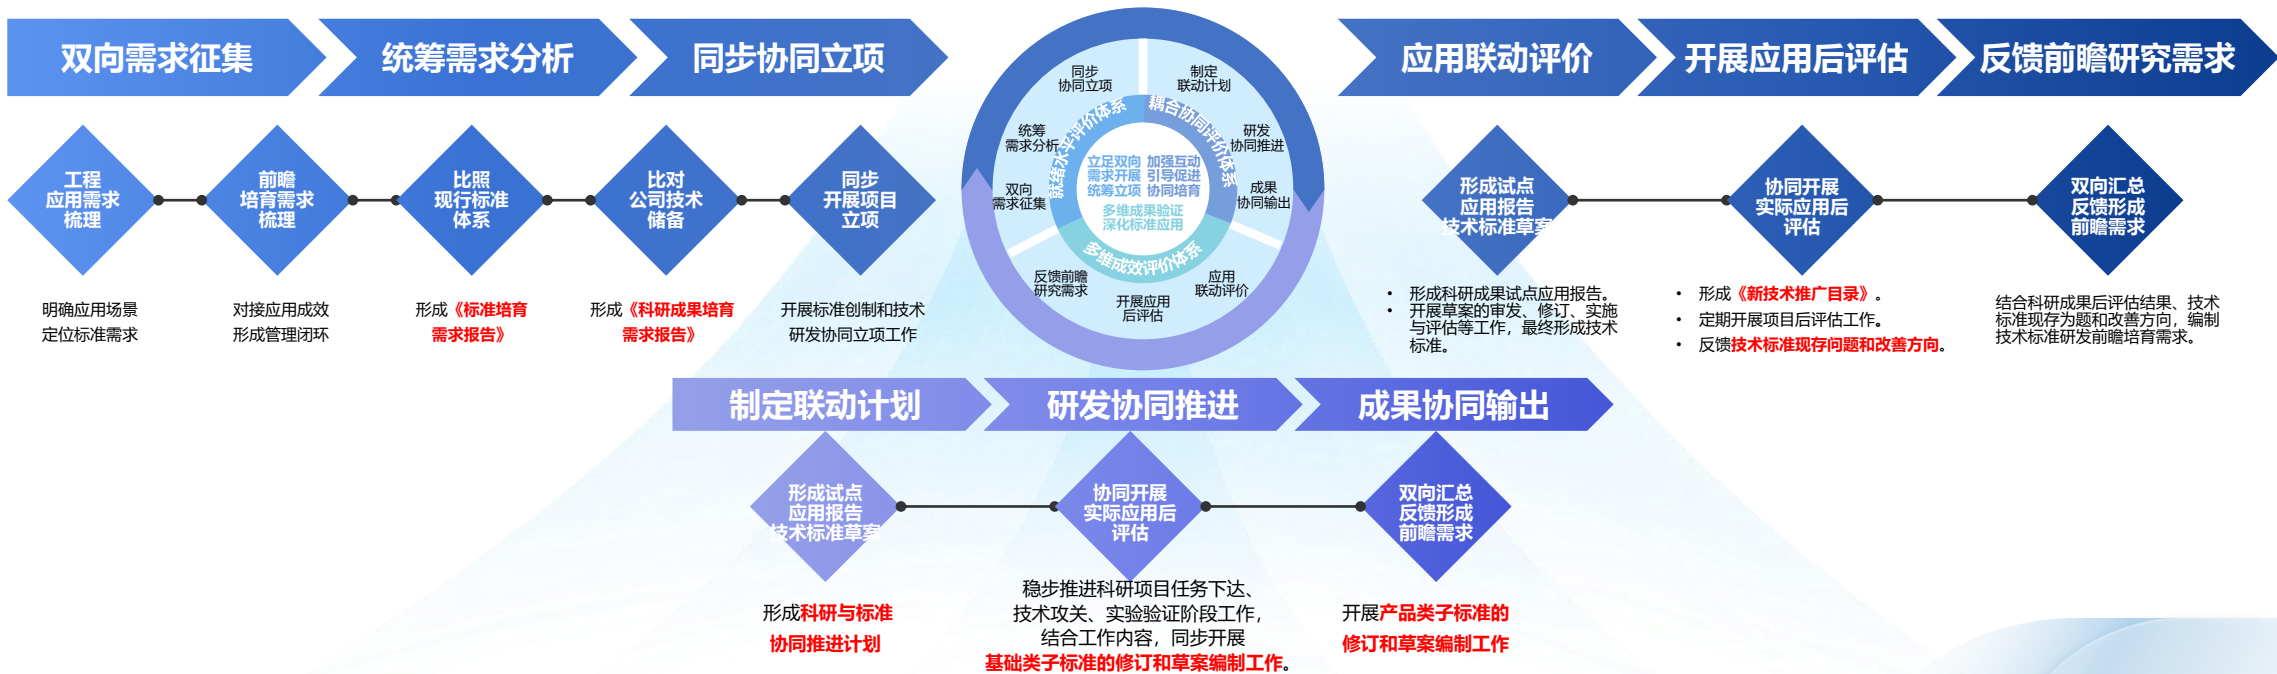 双向需求征集
统筹需求分析
同步协同立项
工程
应用需求
梳理
前瞻
培育需求
梳理
比照
现行标准
体系
比对
公司技术
储备
同步
开展项目
立项
明确应用场景
定位标准需求
对接应用成效
形成管理闭环
形成《标准培育
需求报告》
形成《科研成果培育
需求报告》
开展标准创制和技术
研发协同立项工作
同步
协同立项
制定
联动计划
统筹
需求分析
研发
协同推进
双向
需求征集
成果
协同输出
反馈前瞻
研究需求
开展应用
后评估
应用
联动评价
就绪水平评价体系
耦合协同评价体系
多维成效评价体系
立足双向
需求开展
统筹立项
加强互动
引导促进
协同培育
多维成果验证
深化标准应用
应用联动评价
开展应用后评估
反馈前瞻研究需求
形成试点
应用报告
技术标准草案
协同开展
实际应用后
评估
双向汇总
反馈形成
前瞻需求
• 形成科研成果试点应用报告。
• 开展草案的审发、修订、实施
与评估等工作，最终形成技术
标准。
• 形成《新技术推广目录》。
• 定期开展项目后评估工作。
• 反馈技术标准现存问题和改善方向。
结合科研成果后评估结果、技术
标准现存为题和改善方向，编制
技术标准研发前瞻培育需求。
制定联动计划
研发协同推进
成果协同输出
形成试点
应用报告
技术标准草案
协同开展
实际应用后
评估
双向汇总
反馈形成
前瞻需求
形成科研与标准
协同推进计划
稳步推进科研项目任务下达、
技术攻关、实验验证阶段工作，
结合工作内容，同步开展
基础类子标准的修订和草案编制工作。
开展产品类子标准的
修订和草案编制工作